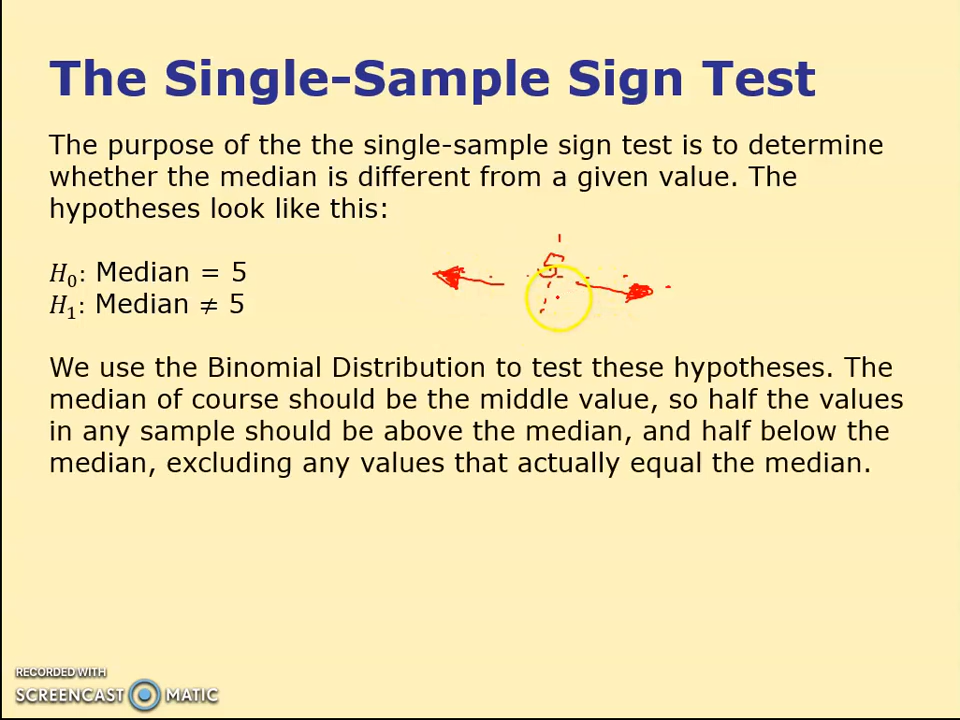 The Single-Sample Sign Test
The purpose of the the single-sample sign test is to determine
whether the median is different from a given value. The
hypotheses look like this:
H₀: Median = 5
H₁: Median ≠ 5
We use the Binomial Distribution to test these hypotheses. The
median of course should be the middle value, so half the values
in any sample should be above the median, and half below the
median, excluding any values that actually equal the median.
RECORDED WITH
SCREENCAST MATIC